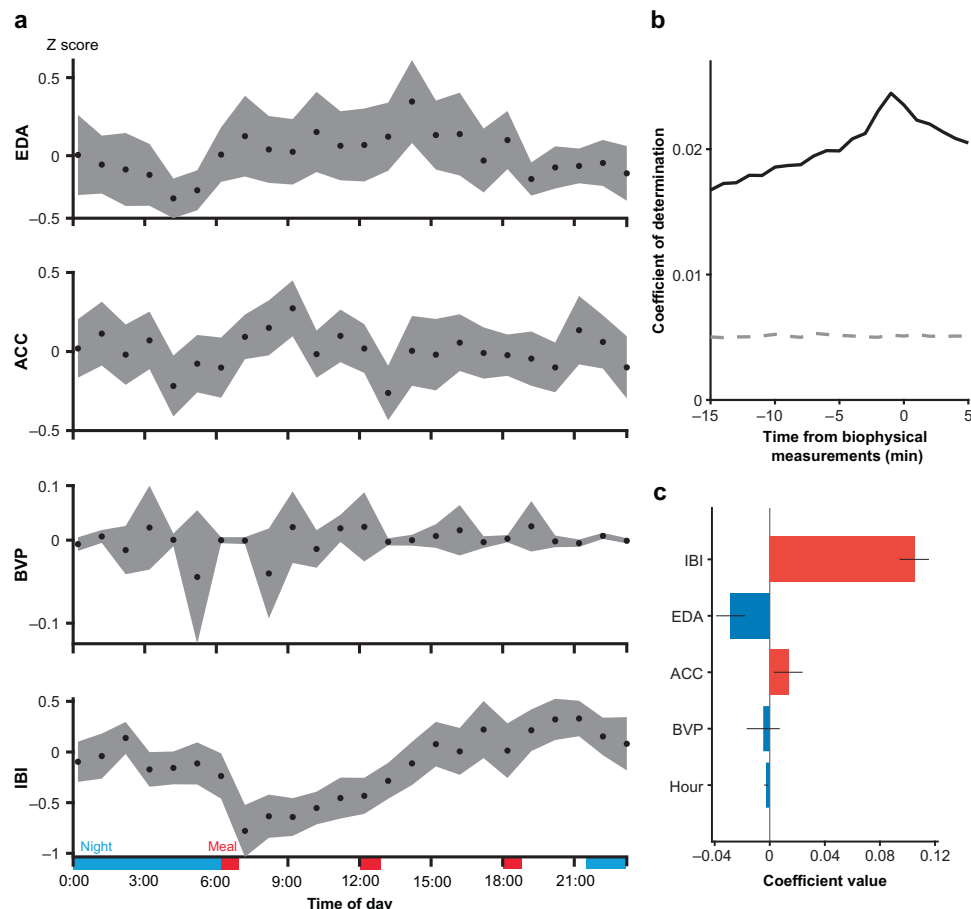 a
Z score
0.5
0
–0.5
EDA
0.5
0
–0.5
ACC
0.1
0
–0.1
BVP
0.5
0
–0.5
–1
IBI
Night
Meal
0:00 3:00 6:00 9:00 12:00 15:00 18:00 21:00
Time of day
b
0.02
0.01
0
Coefficient of determination
–15 –10 –5 0 5
Time from biophysical
measurements (min)
c
IBI
EDA
ACC
BVP
Hour
–0.04 0 0.04 0.08 0.12
Coefficient value